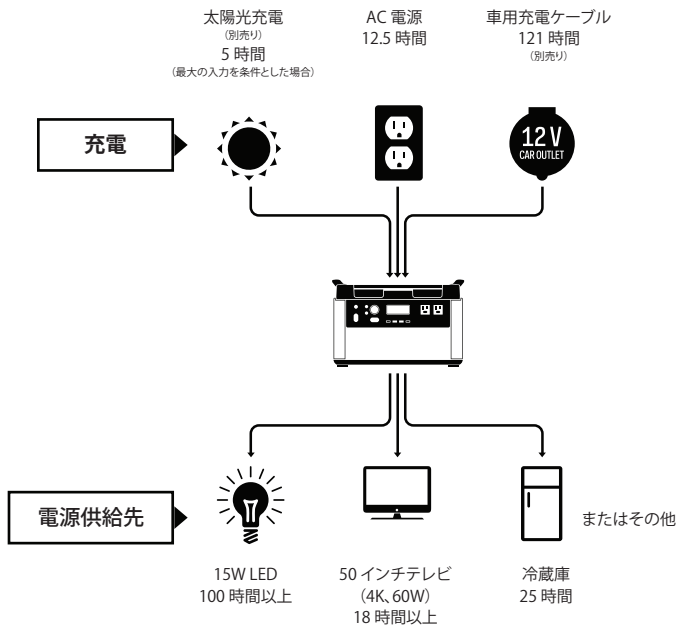 太陽光充電
(別売り)
5 時間
(最大の入力を条件とした場合)
AC 電源
12.5 時間
車用充電ケーブル
121 時間
(別売り)
充電
12 V
CAR OUTLET
電源供給先
15W LED
100 時間以上
50 インチテレビ
(4K、60W)
18 時間以上
冷蔵庫
25 時間
またはその他